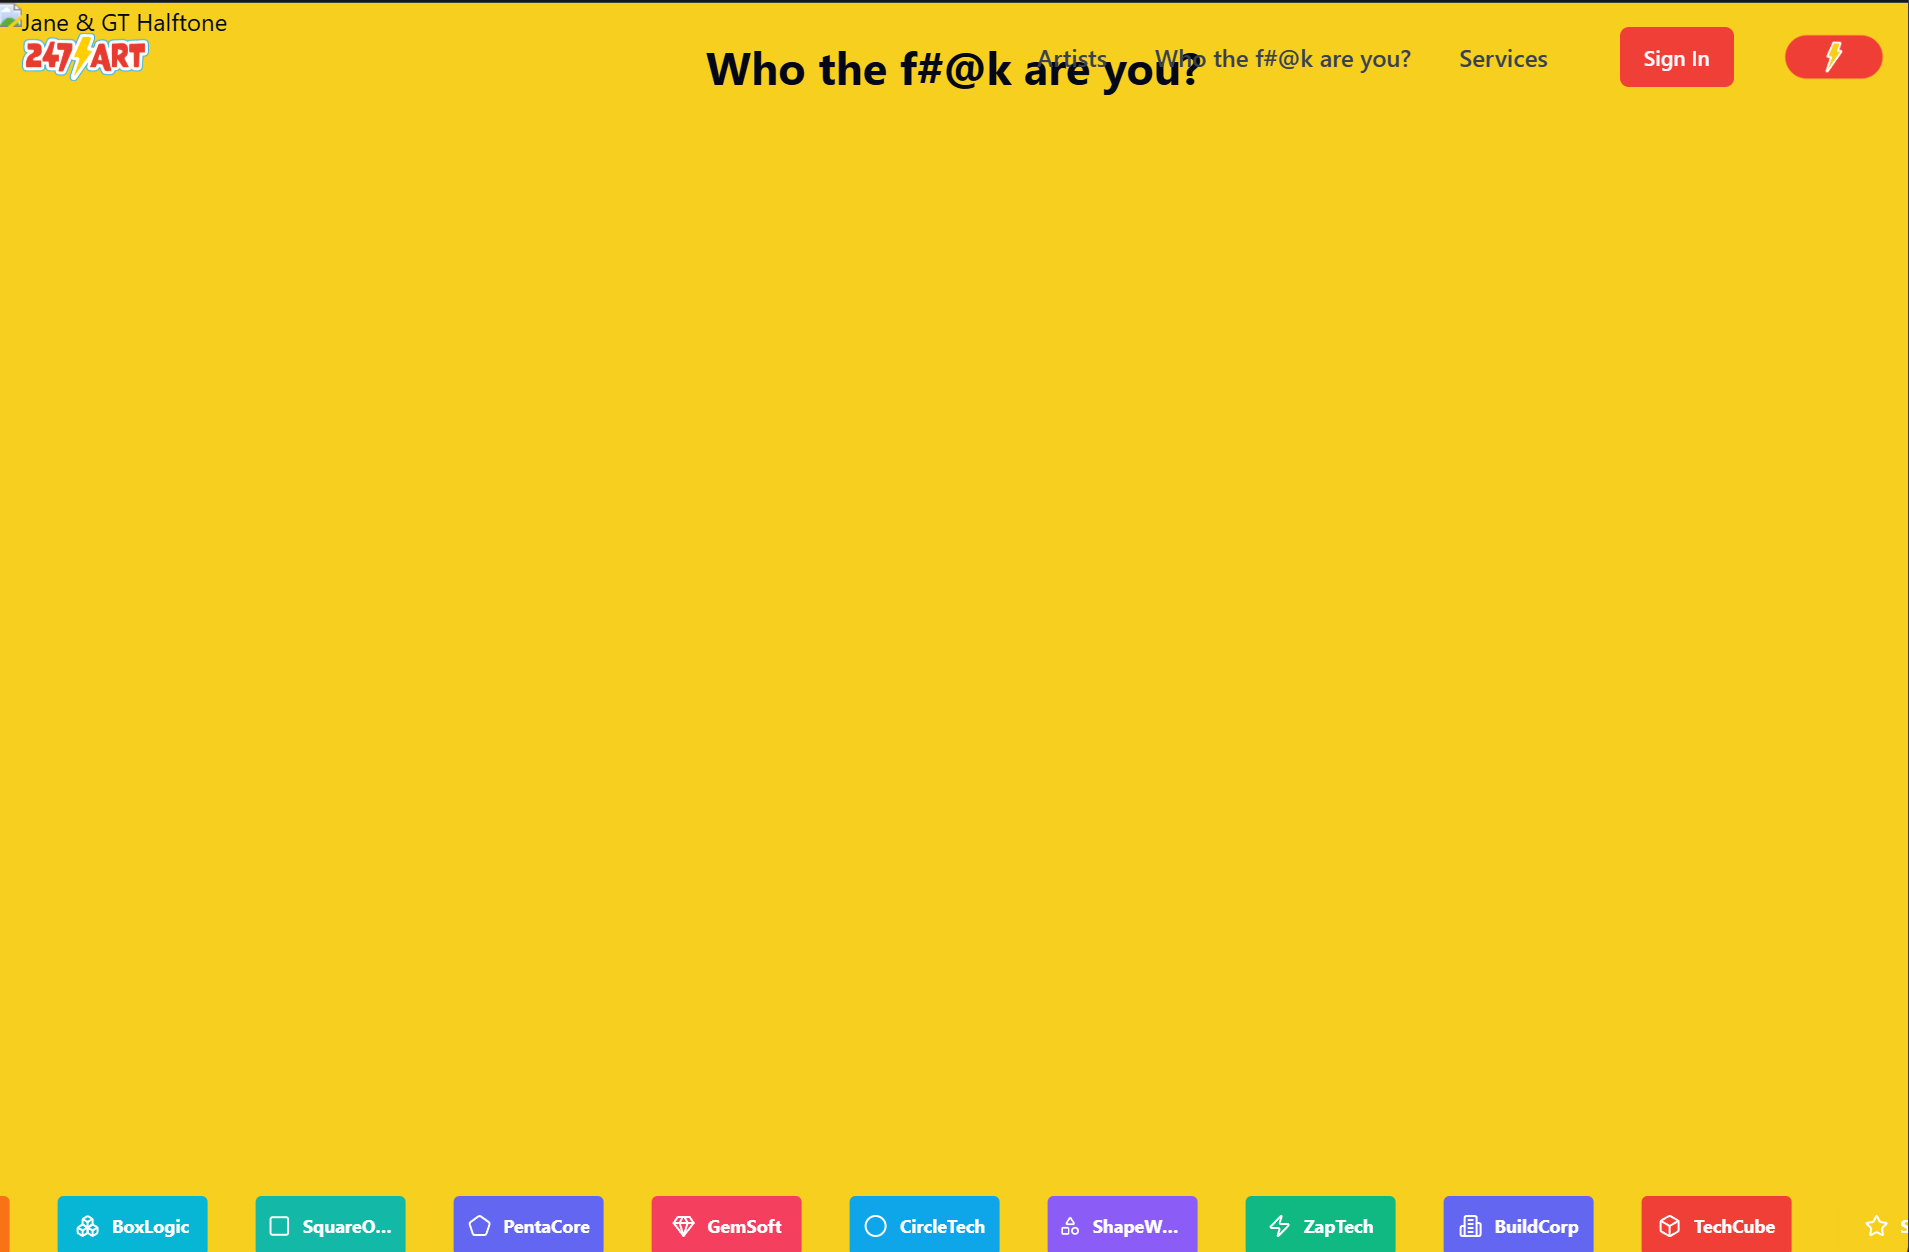 Jane & GT Halftone
247 ART
Who the f#@k are you?
Artists
Who the f#@k are you?
Services
Sign In
BoxLogic
SquareO...
PentaCore
GemSoft
CircleTech
ShapeW...
ZapTech
BuildCorp
TechCube
S